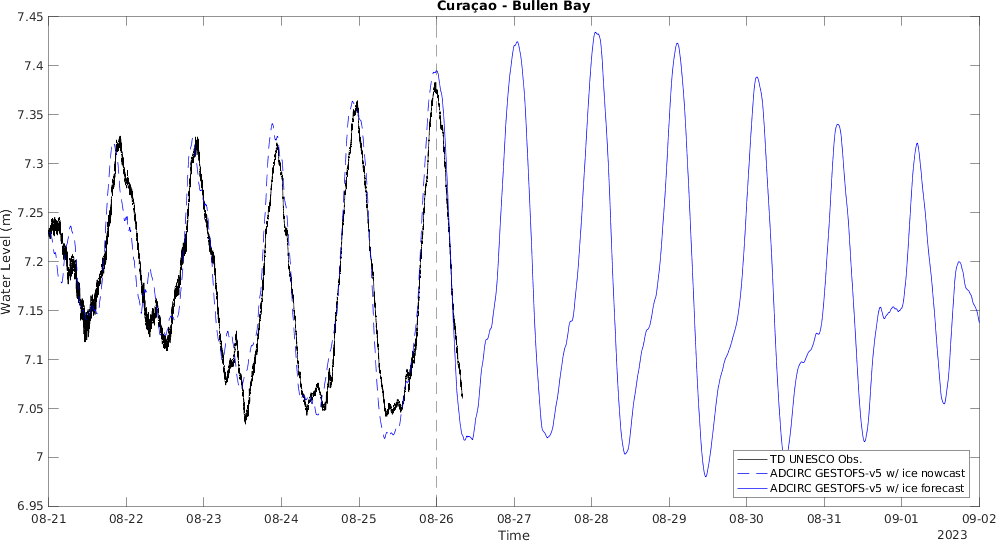 Curaçao - Bullen Bay
7.45
7.4
7.35
7.3
7.25
7.2
7.15
7.1
7.05
7
6.95
Water Level (m)
TD UNESCO Obs.
ADCIRC GESTOFS-v5 w/ ice nowcast
ADCIRC GESTOFS-v5 w/ ice forecast
08-21 08-22 08-23 08-24 08-25 08-26 08-27 08-28 08-29 08-30 08-31 09-01 09-02
Time
2023